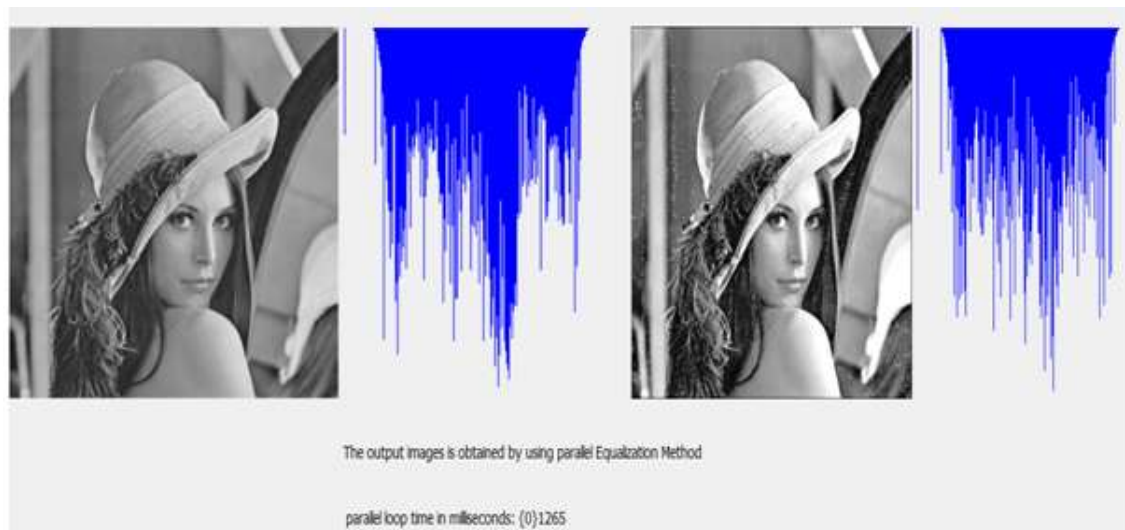 The output images is obtained by using parallel Equalization Method
parallel loop time in milliseconds: {0}1265